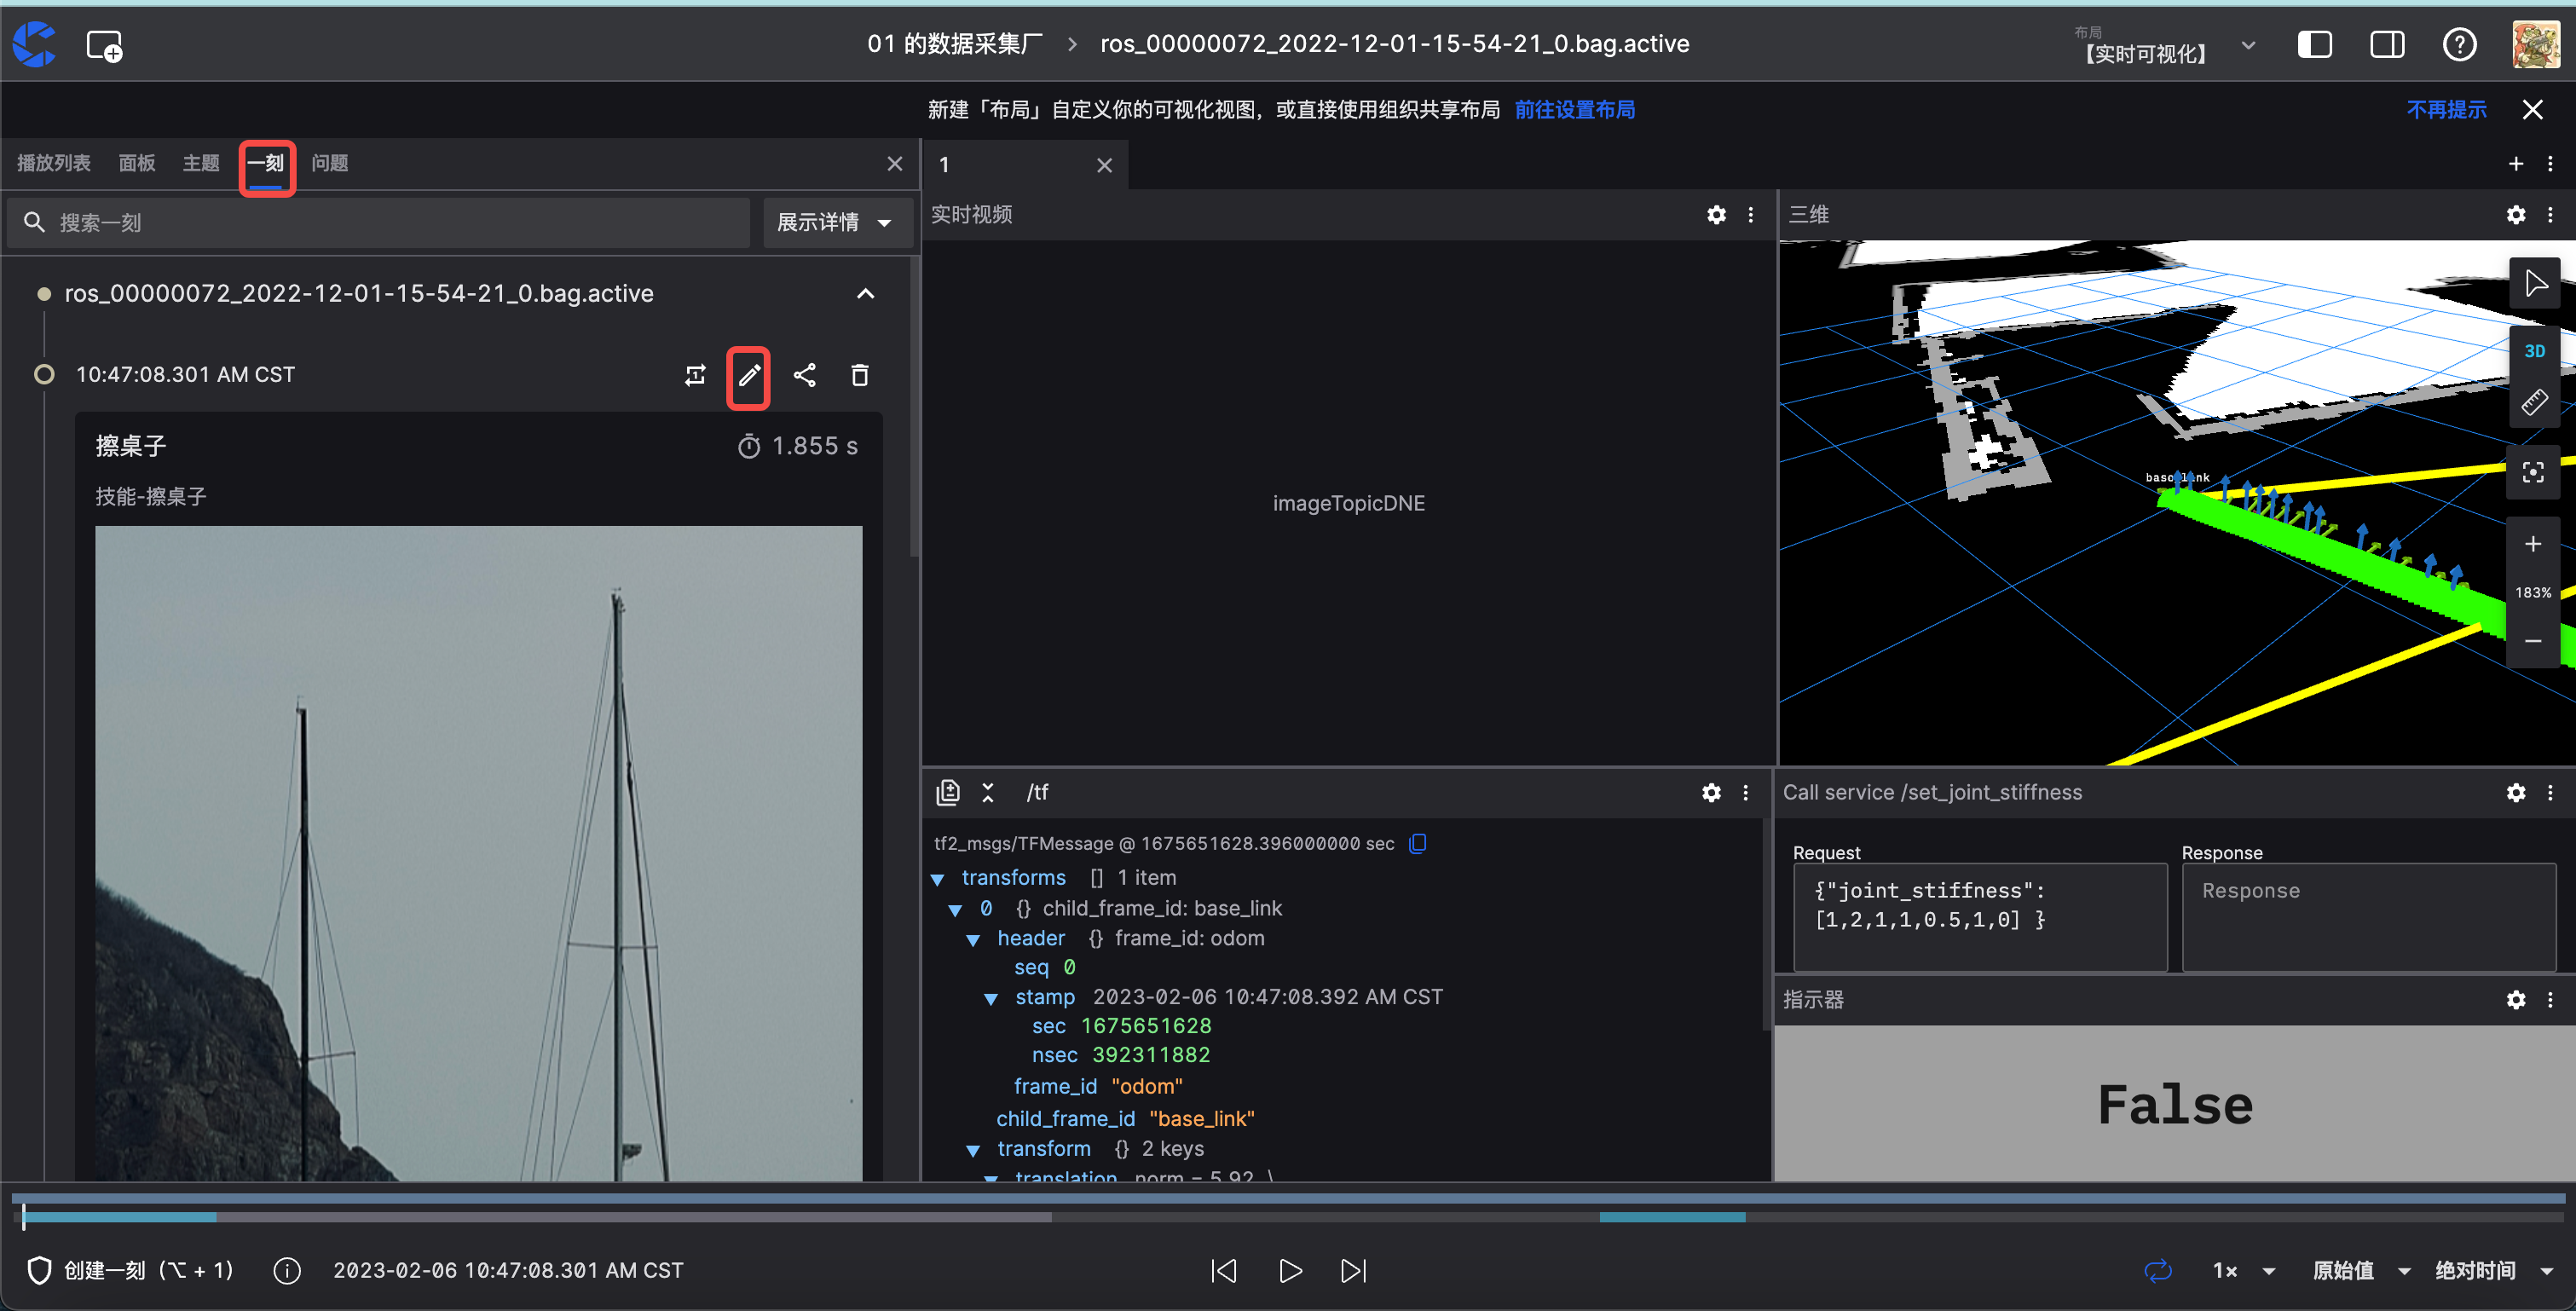 01 的数据采集厂 > ros_00000072_2022-12-01-15-54-21_0.bag.active
布局
【实时可视化】
新建「布局」自定义你的可视化视图，或直接使用组织共享布局 前往设置布局
不再提示
播放列表 面板 主题 一刻 问题
搜索一刻
展示详情
ros_00000072_2022-12-01-15-54-21_0.bag.active
10:47:08.301 AM CST
擦桌子
1.855 s
技能-擦桌子
1
实时视频
imageTopicDNE
三维
base_link
3D
183%
/tf
tf2_msgs/TFMessage @ 1675651628.396000000 sec
transforms [] 1 item
0 {} child_frame_id: base_link
header {} frame_id: odom
seq 0
stamp 2023-02-06 10:47:08.392 AM CST
sec 1675651628
nsec 392311882
frame_id "odom"
child_frame_id "base_link"
transform {} 2 keys
translation norm = 5.92
Call service /set_joint_stiffness
Request
{"joint_stiffness":
[1,2,1,1,0.5,1,0] }
Response
Response
指示器
False
创建一刻 (⌥ + 1)
2023-02-06 10:47:08.301 AM CST
1×
原始值
绝对时间